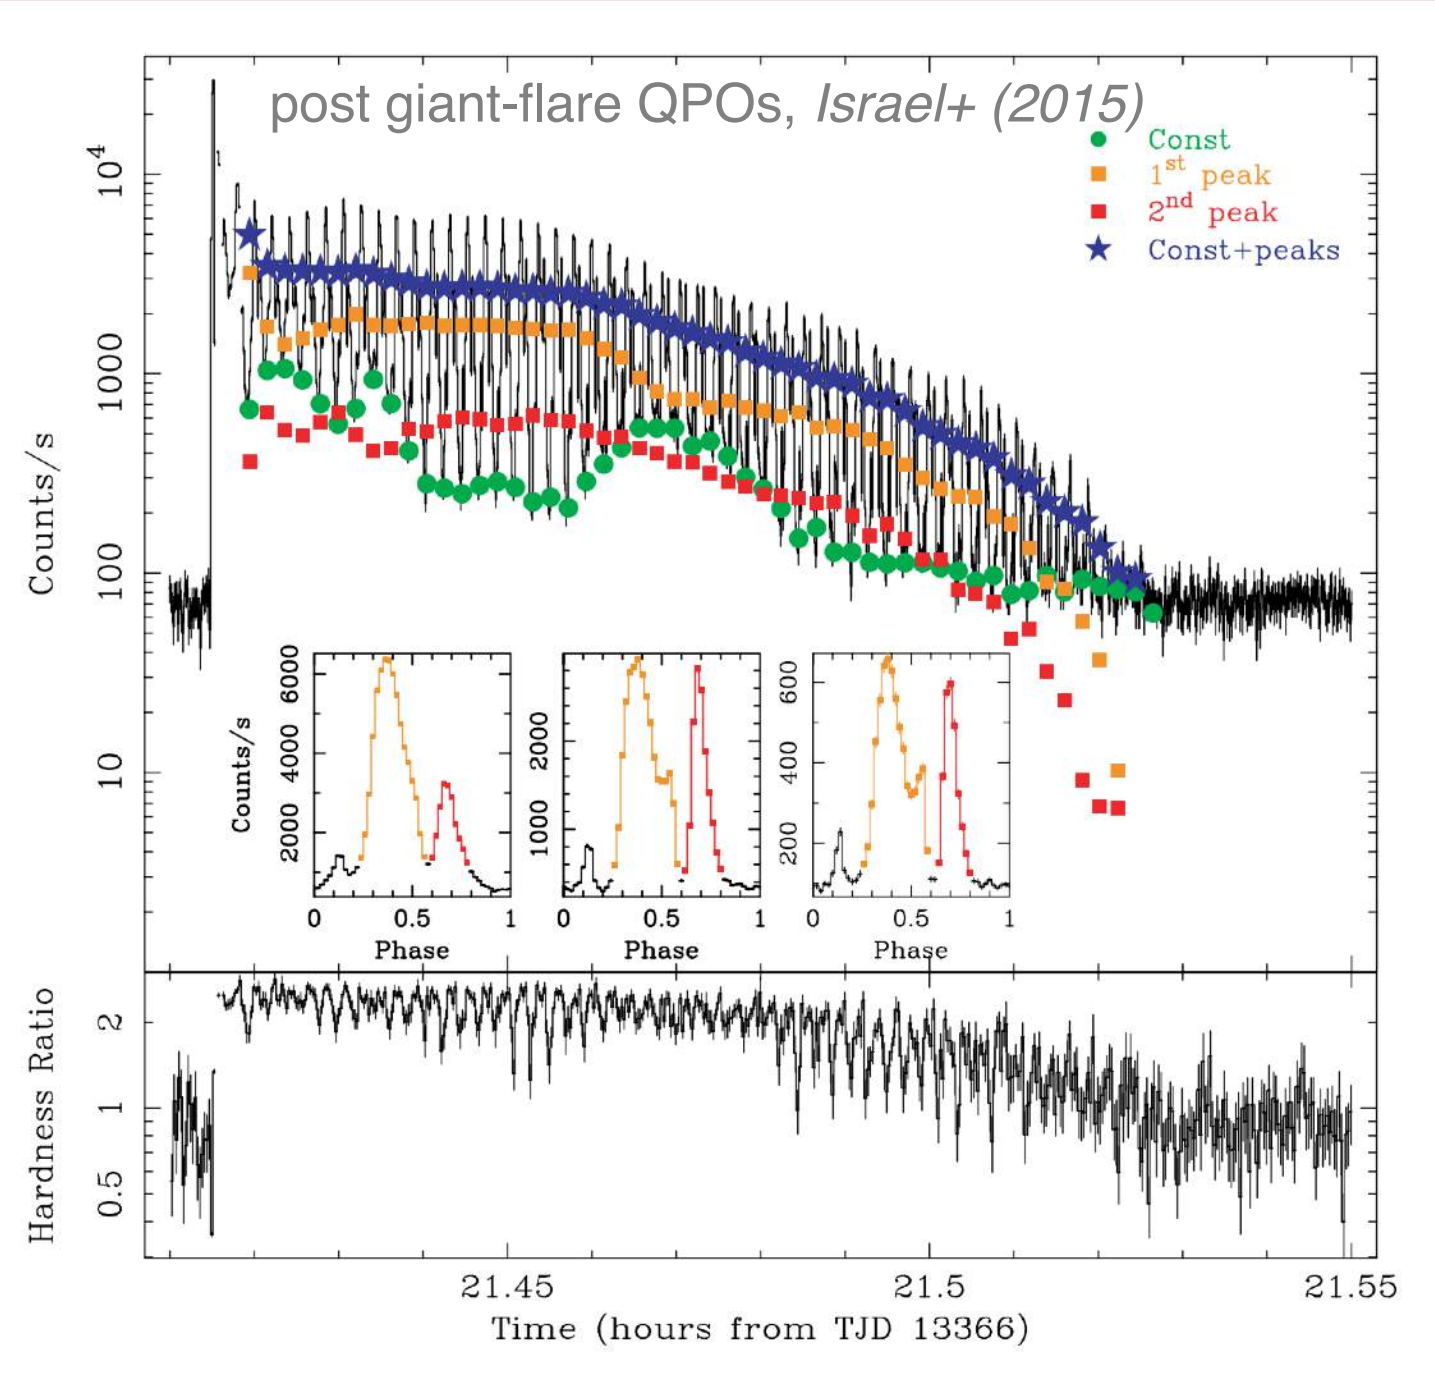 post giant-flare QPOs, Israel+ (2015)
Const
1st peak
2nd peak
Const+peaks
Counts/s
10^4
1000
100
10
Counts/s
6000
4000
2000
0 0.5 1
Phase
2000
1000
0 0.5 1
Phase
600
400
200
0 0.5 1
Phase
Hardness Ratio
2
1
0.5
21.45 21.5 21.55
Time (hours from TJD 13366)